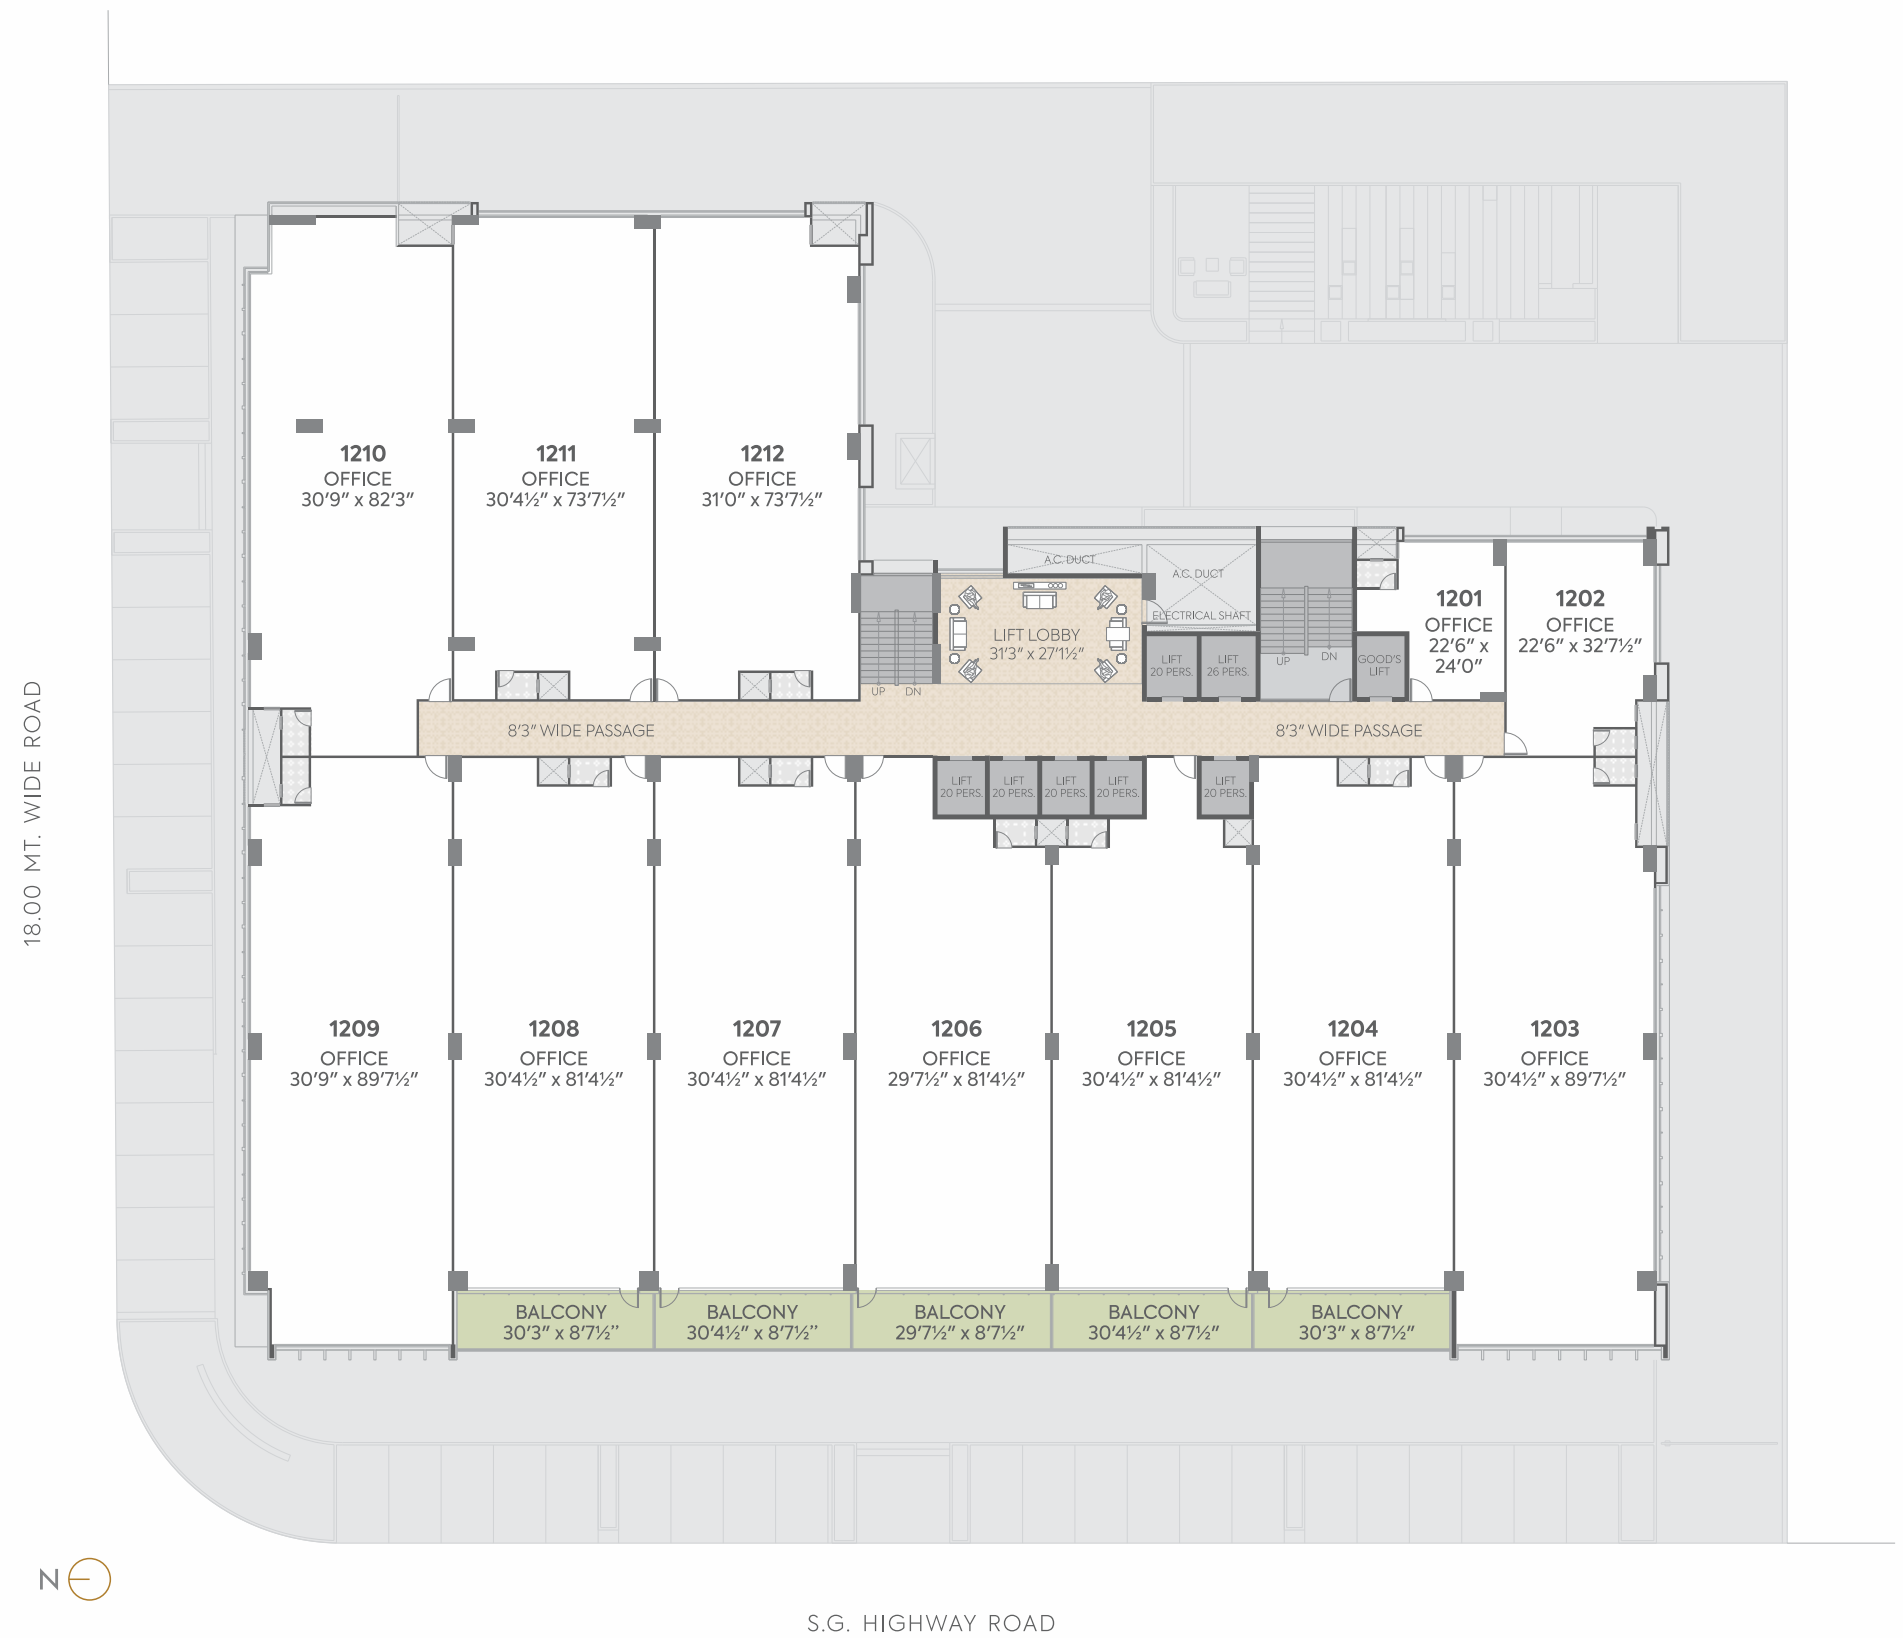 1210
OFFICE
30'9" x 82'3"
1211
OFFICE
30'4½" x 73'7½"
1212
OFFICE
31'0" x 73'7½"
A.C. DUCT
A.C. DUCT
ELECTRICAL SHAFT
LIFT LOBBY
31'3" x 27'1½"
UP
DN
LIFT
20 PERS.
LIFT
26 PERS.
UP
DN
GOOD'S
LIFT
1201
OFFICE
22'6" x
24'0"
1202
OFFICE
22'6" x 32'7½"
8'3" WIDE PASSAGE
8'3" WIDE PASSAGE
LIFT
20 PERS.
LIFT
20 PERS.
LIFT
20 PERS.
LIFT
20 PERS.
LIFT
20 PERS.
18.00 MT. WIDE ROAD
1209
OFFICE
30'9" x 89'7½"
1208
OFFICE
30'4½" x 81'4½"
1207
OFFICE
30'4½" x 81'4½"
1206
OFFICE
29'7½" x 81'4½"
1205
OFFICE
30'4½" x 81'4½"
1204
OFFICE
30'4½" x 81'4½"
1203
OFFICE
30'4½" x 89'7½"
BALCONY
30'3" x 8'7½''
BALCONY
30'4½" x 8'7½''
BALCONY
29'7½" x 8'7½"
BALCONY
30'4½" x 8'7½"
BALCONY
30'3" x 8'7½"
N
S.G. HIGHWAY ROAD